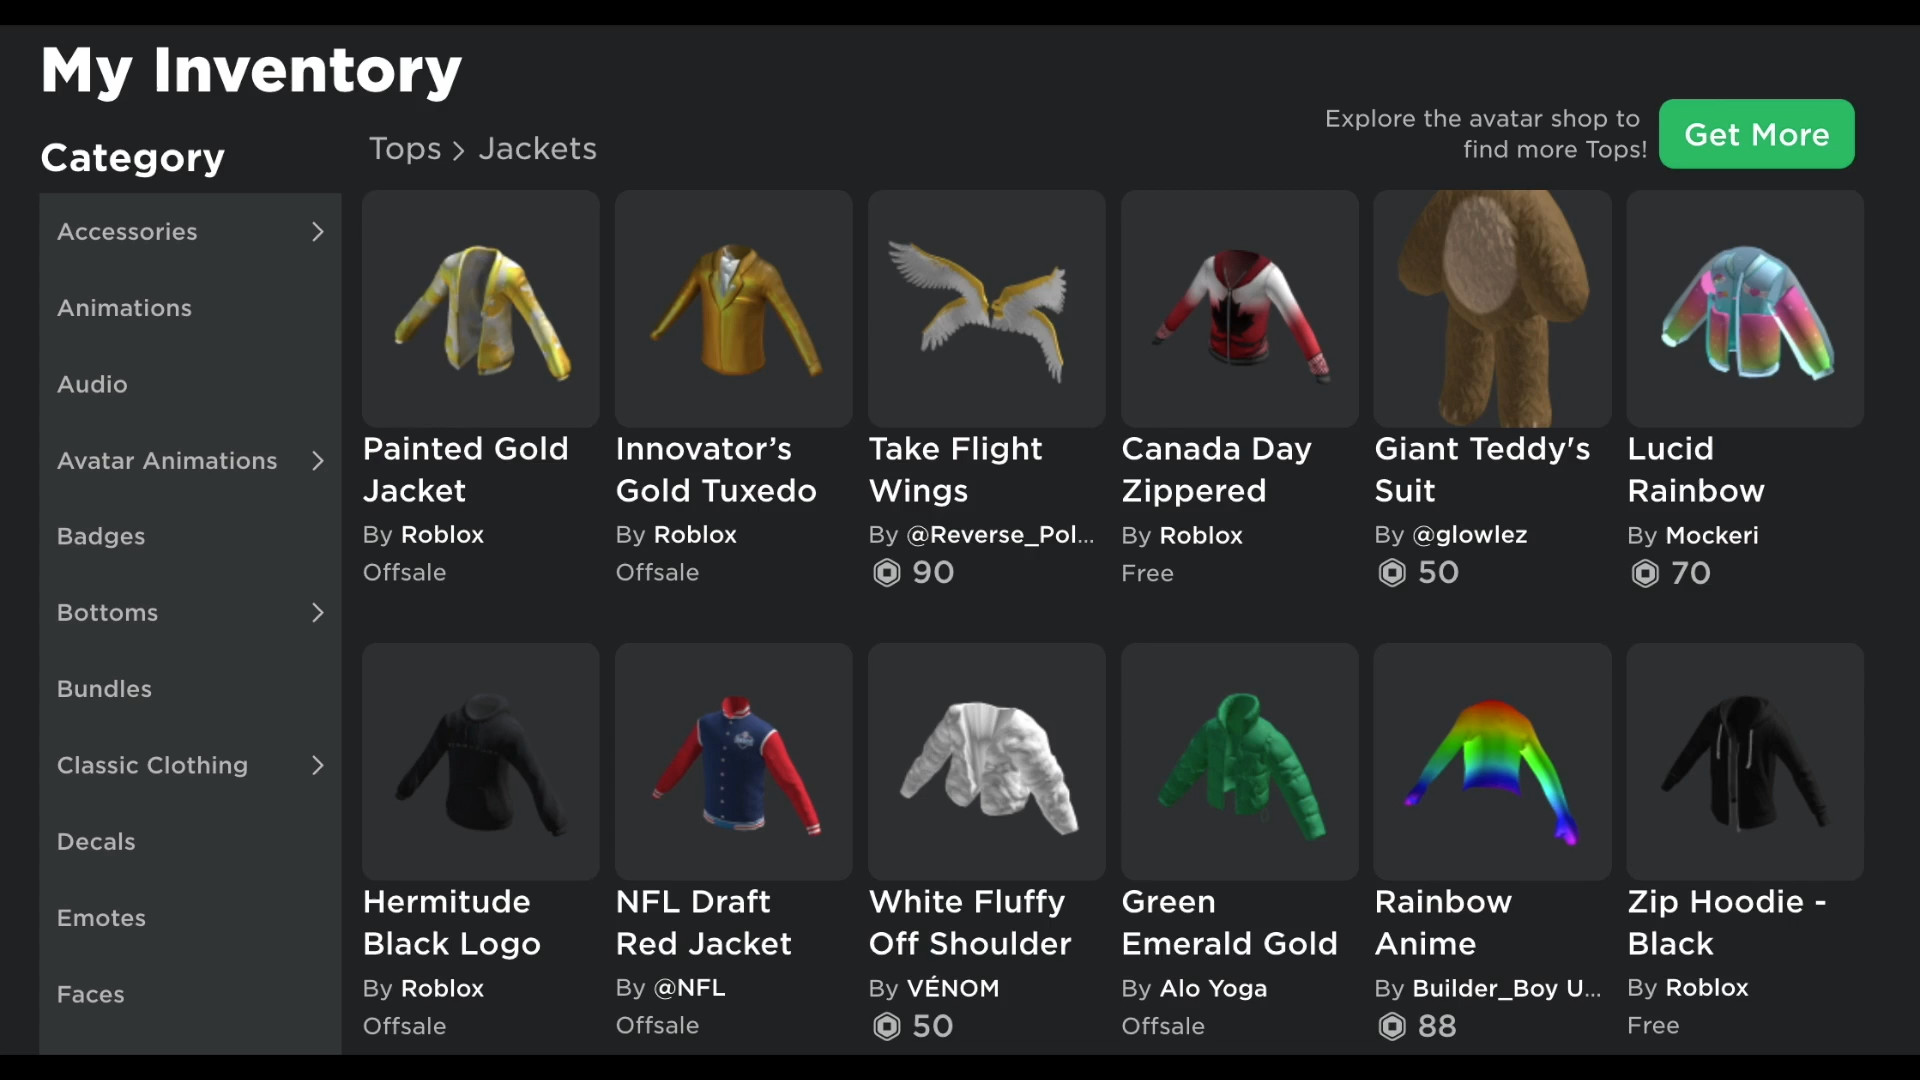 My Inventory
Category
Tops > Jackets
Explore the avatar shop to
find more Tops!
Get More
Accessories
Animations
Audio
Avatar Animations
Badges
Bottoms
Bundles
Classic Clothing
Decals
Emotes
Faces
Painted Gold
Jacket
By Roblox
Offsale
Innovator’s
Gold Tuxedo
By Roblox
Offsale
Take Flight
Wings
By @Reverse_Pol...
90
Canada Day
Zippered
By Roblox
Free
Giant Teddy's
Suit
By @glowlez
50
Lucid
Rainbow
By Mockeri
70
Hermitude
Black Logo
By Roblox
Offsale
NFL Draft
Red Jacket
By @NFL
Offsale
White Fluffy
Off Shoulder
By VÉNOM
50
Green
Emerald Gold
By Alo Yoga
Offsale
Rainbow
Anime
By Builder_Boy U...
88
Zip Hoodie -
Black
By Roblox
Free